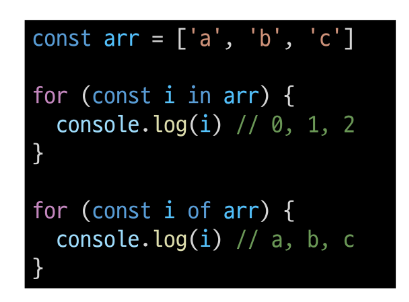 const arr = ['a', 'b', 'c']
for (const i in arr) {
  console.log(i) // 0, 1, 2
}
for (const i of arr) {
  console.log(i) // a, b, c
}